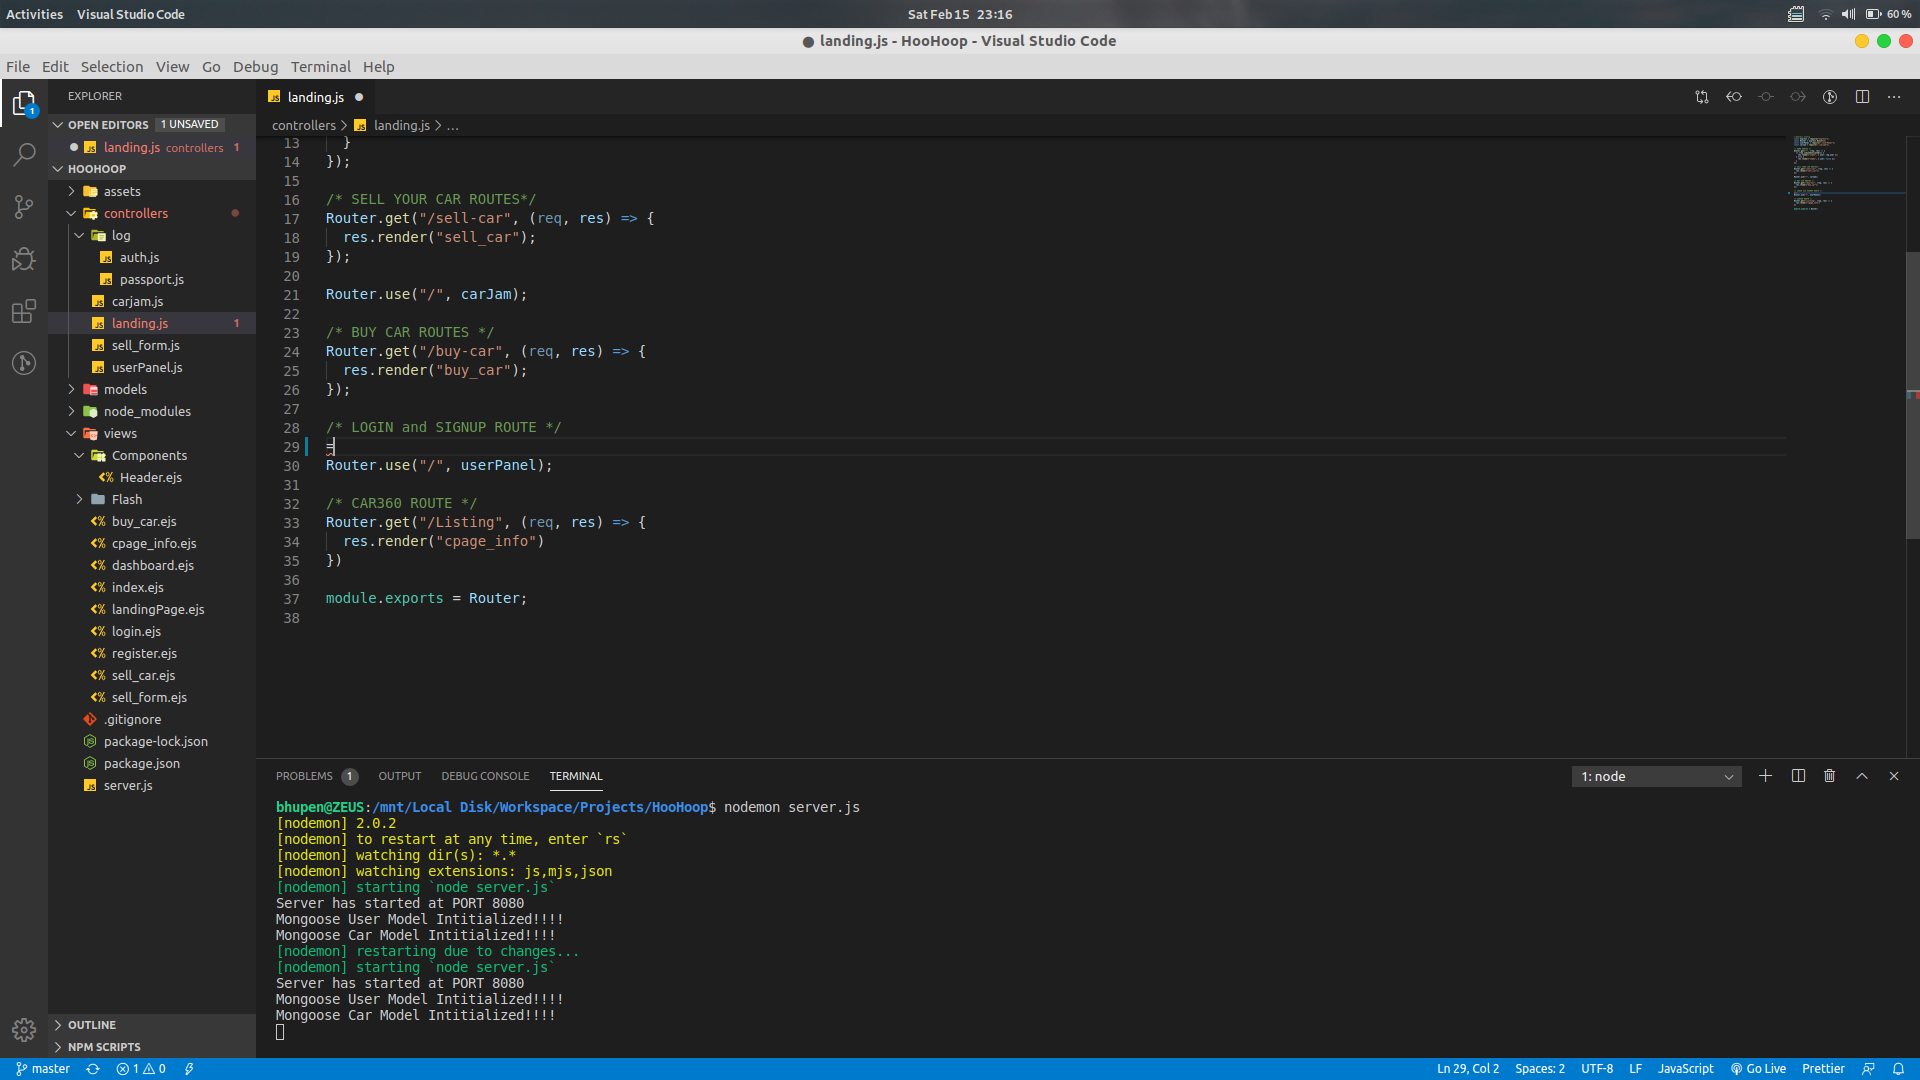 Activities Visual Studio Code Sat Feb 15 23:16 60 %
● landing.js - HooHoop - Visual Studio Code
File Edit Selection View Go Debug Terminal Help
1
EXPLORER
OPEN EDITORS 1 UNSAVED
landing.js controllers 1
HOOHOOP
assets
controllers
log
auth.js
passport.js
carjam.js
landing.js 1
sell_form.js
userPanel.js
models
node_modules
views
Components
Header.ejs
Flash
buy_car.ejs
cpage_info.ejs
dashboard.ejs
index.ejs
landingPage.ejs
login.ejs
register.ejs
sell_car.ejs
sell_form.ejs
.gitignore
package-lock.json
package.json
server.js
OUTLINE
NPM SCRIPTS
landing.js ●
controllers > landing.js > ...
13 }
14 });
15
16 /* SELL YOUR CAR ROUTES*/
17 Router.get("/sell-car", (req, res) => {
18 res.render("sell_car");
19 });
20
21 Router.use("/", carJam);
22
23 /* BUY CAR ROUTES */
24 Router.get("/buy-car", (req, res) => {
25 res.render("buy_car");
26 });
27
28 /* LOGIN and SIGNUP ROUTE */
29 =
30 Router.use("/", userPanel);
31
32 /* CAR360 ROUTE */
33 Router.get("/Listing", (req, res) => {
34 res.render("cpage_info")
35 })
36
37 module.exports = Router;
38
PROBLEMS 1 OUTPUT DEBUG CONSOLE TERMINAL 1: node
bhupen@ZEUS:/mnt/Local Disk/Workspace/Projects/HooHoop$ nodemon server.js
[nodemon] 2.0.2
[nodemon] to restart at any time, enter `rs`
[nodemon] watching dir(s): *.*
[nodemon] watching extensions: js,mjs,json
[nodemon] starting `node server.js`
Server has started at PORT 8080
Mongoose User Model Intitialized!!!!
Mongoose Car Model Intitialized!!!!
[nodemon] restarting due to changes...
[nodemon] starting `node server.js`
Server has started at PORT 8080
Mongoose User Model Intitialized!!!!
Mongoose Car Model Intitialized!!!!
master 1 0 Ln 29, Col 2 Spaces: 2 UTF-8 LF JavaScript Go Live Prettier